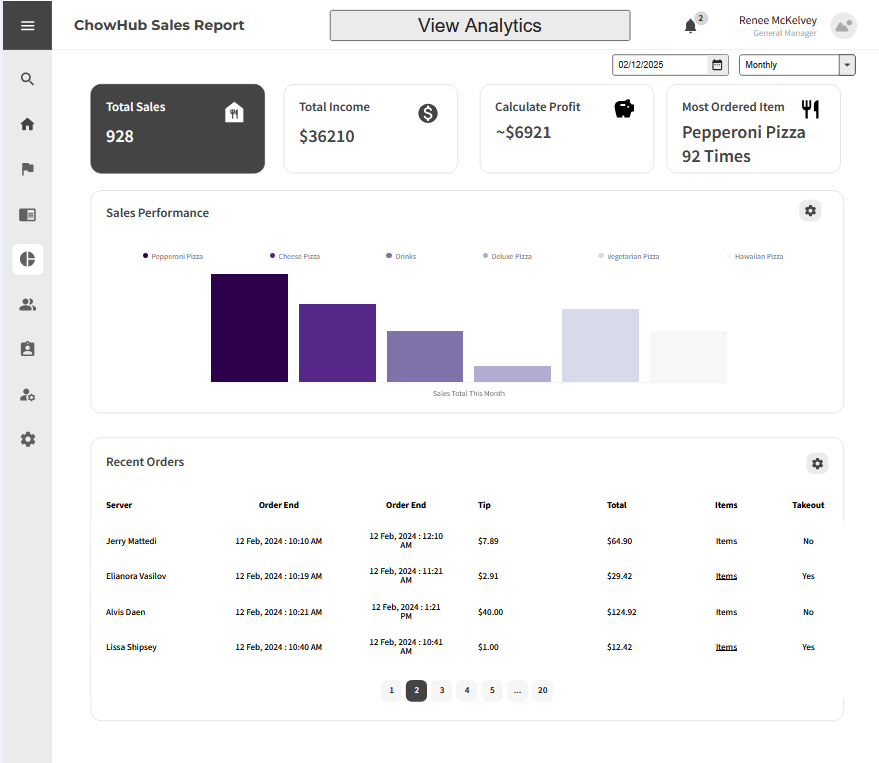 ChowHub Sales Report
View Analytics
2
Renee McKelvey
General Manager
02/12/2025
Monthly
Total Sales
928
Total Income
$36210
Calculate Profit
~$6921
Most Ordered Item
Pepperoni Pizza
92 Times
Sales Performance
Pepperoni Pizza Cheese Pizza Drinks Deluxe Pizza Vegetarian Pizza Hawaiian Pizza
Sales Total This Month
Recent Orders
Server Order End Order End Tip Total Items Takeout
Jerry Mattedi 12 Feb, 2024 : 10:10 AM 12 Feb, 2024 : 12:10 AM $7.89 $64.90 Items No
Elianora Vasilov 12 Feb, 2024 : 10:19 AM 12 Feb, 2024 : 11:21 AM $2.91 $29.42 Items Yes
Alvis Daen 12 Feb, 2024 : 10:21 AM 12 Feb, 2024 : 1:21 PM $40.00 $124.92 Items No
Lissa Shipsey 12 Feb, 2024 : 10:40 AM 12 Feb, 2024 : 10:41 AM $1.00 $12.42 Items Yes
1 2 3 4 5 ... 20